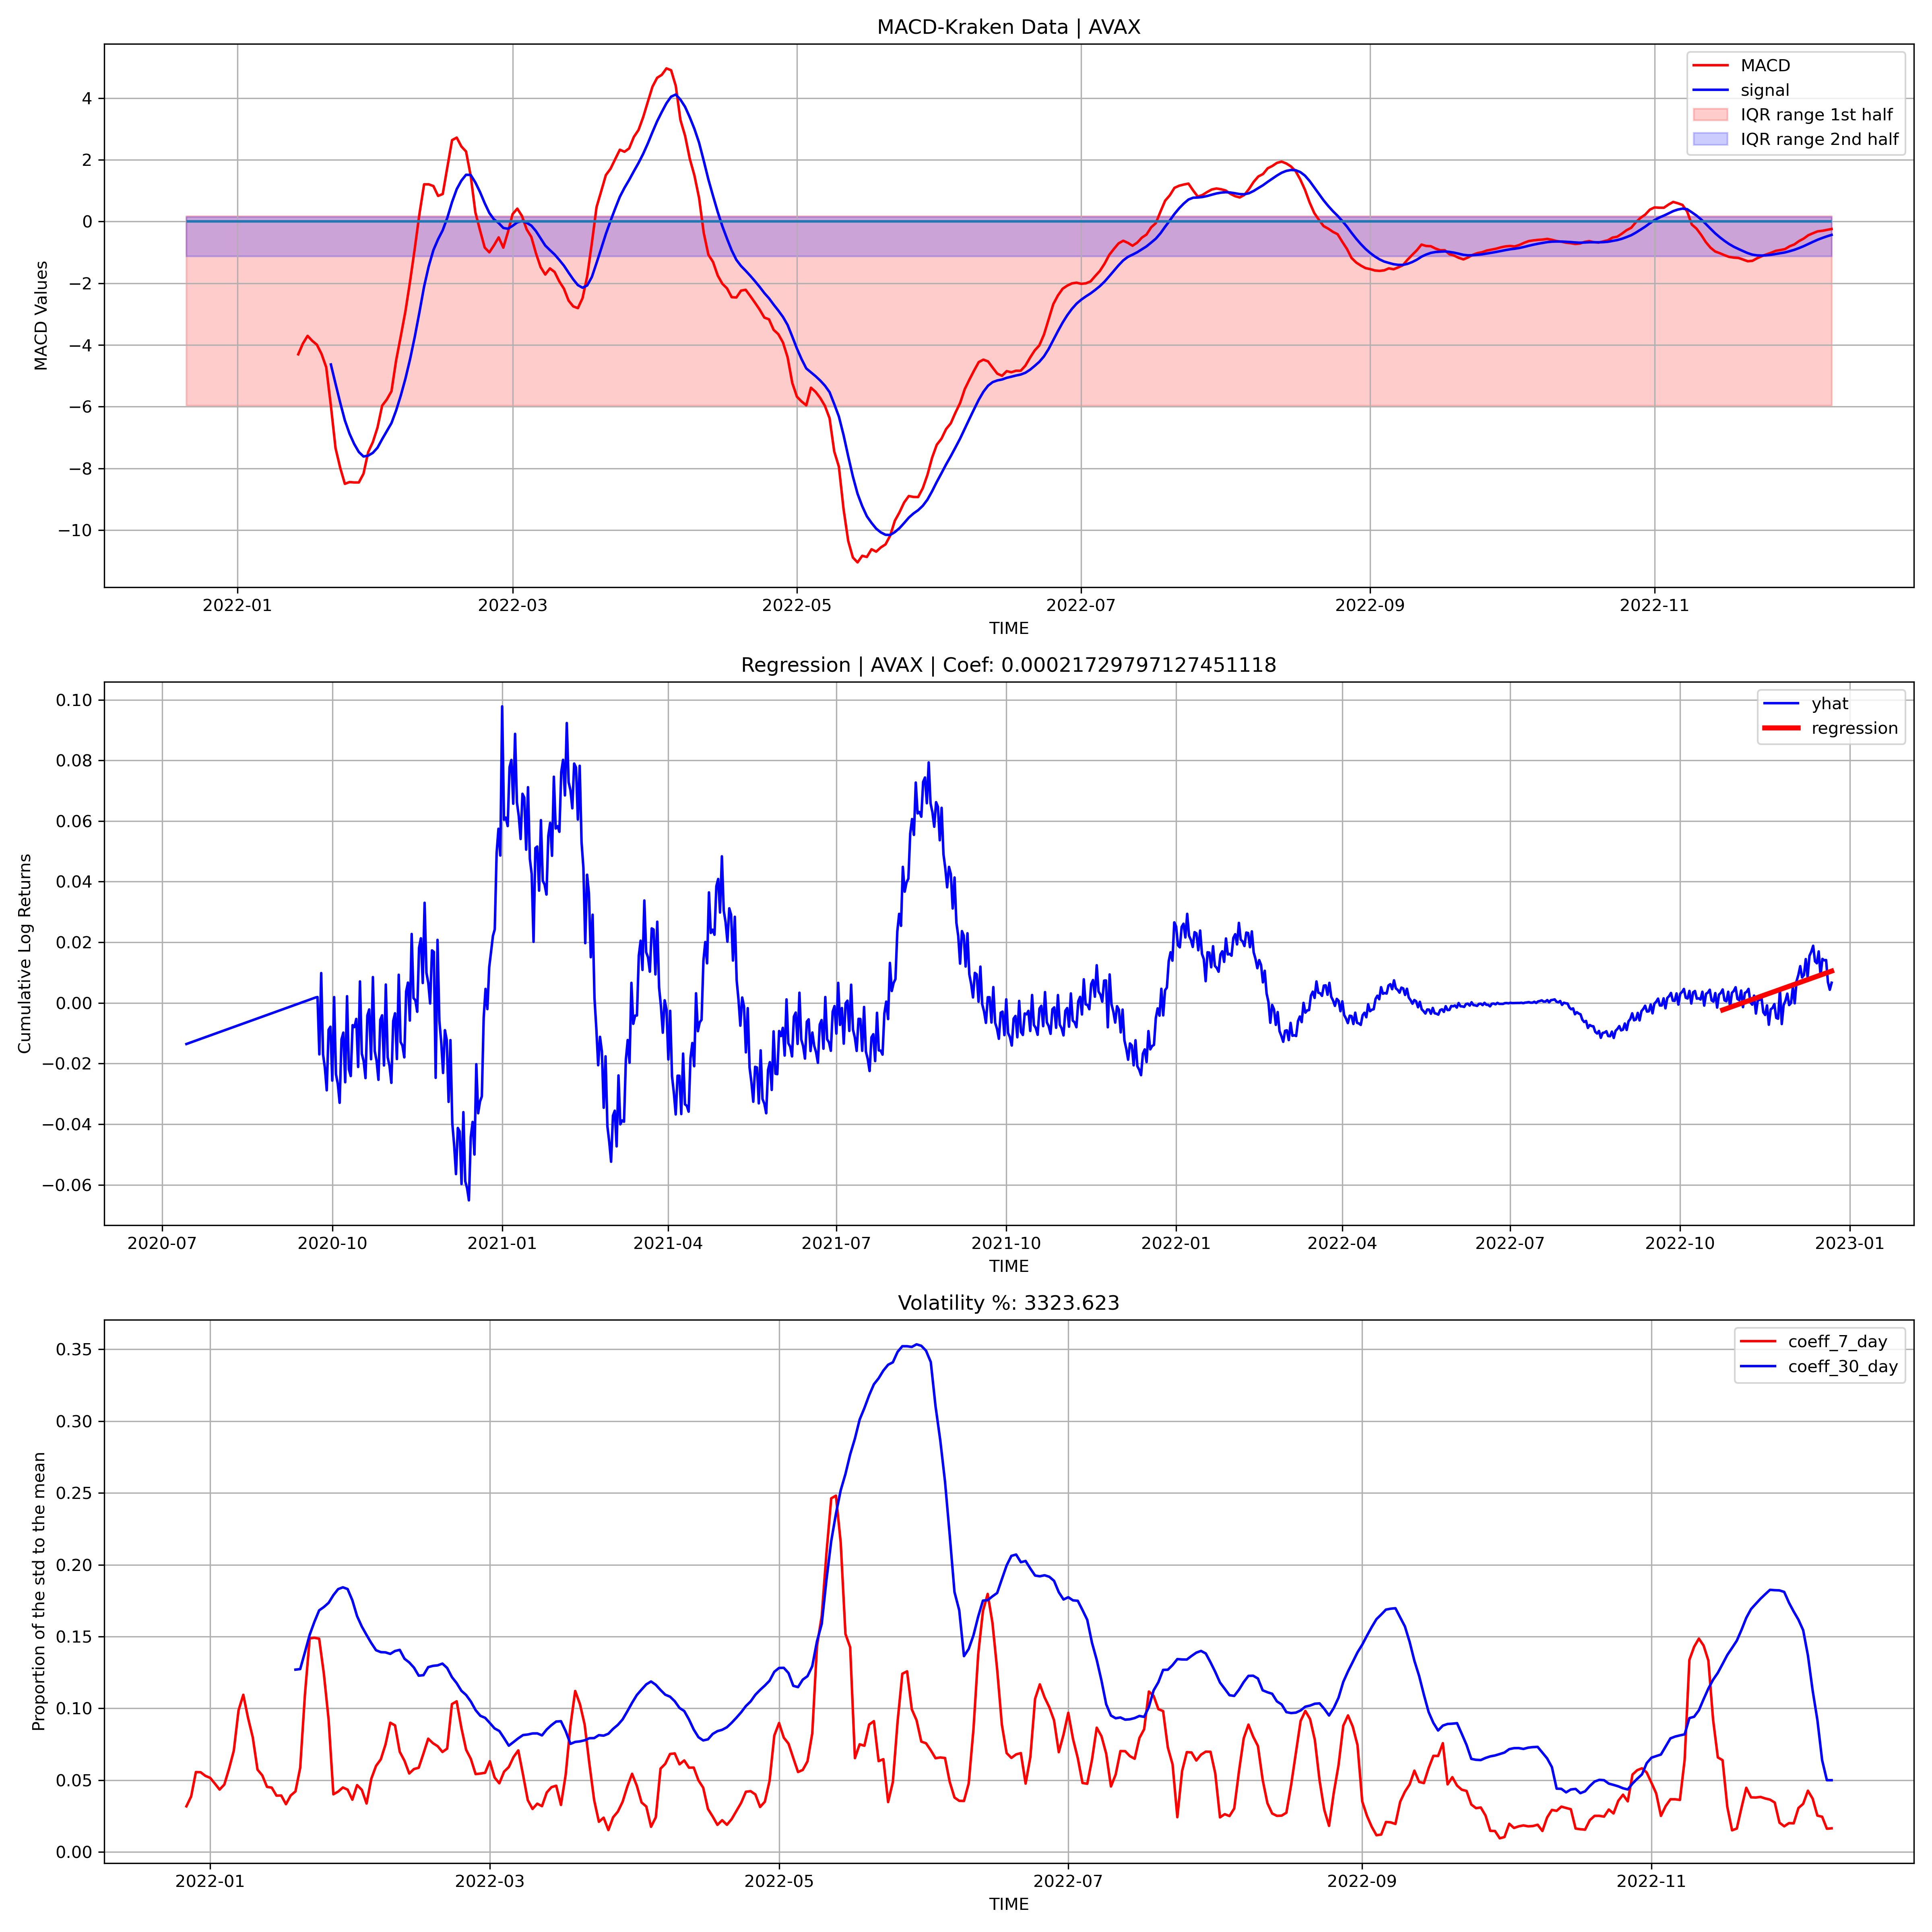 MACD-Kraken Data | AVAX
MACD
signal
IQR range 1st half
IQR range 2nd half
MACD Values
4
2
0
−2
−4
−6
−8
−10
2022-01 2022-03 2022-05 2022-07 2022-09 2022-11
TIME
Regression | AVAX | Coef: 0.00021729797127451118
yhat
regression
Cumulative Log Returns
0.10
0.08
0.06
0.04
0.02
0.00
−0.02
−0.04
−0.06
2020-07 2020-10 2021-01 2021-04 2021-07 2021-10 2022-01 2022-04 2022-07 2022-10 2023-01
TIME
Volatility %: 3323.623
coeff_7_day
coeff_30_day
Proportion of the std to the mean
0.35
0.30
0.25
0.20
0.15
0.10
0.05
0.00
2022-01 2022-03 2022-05 2022-07 2022-09 2022-11
TIME